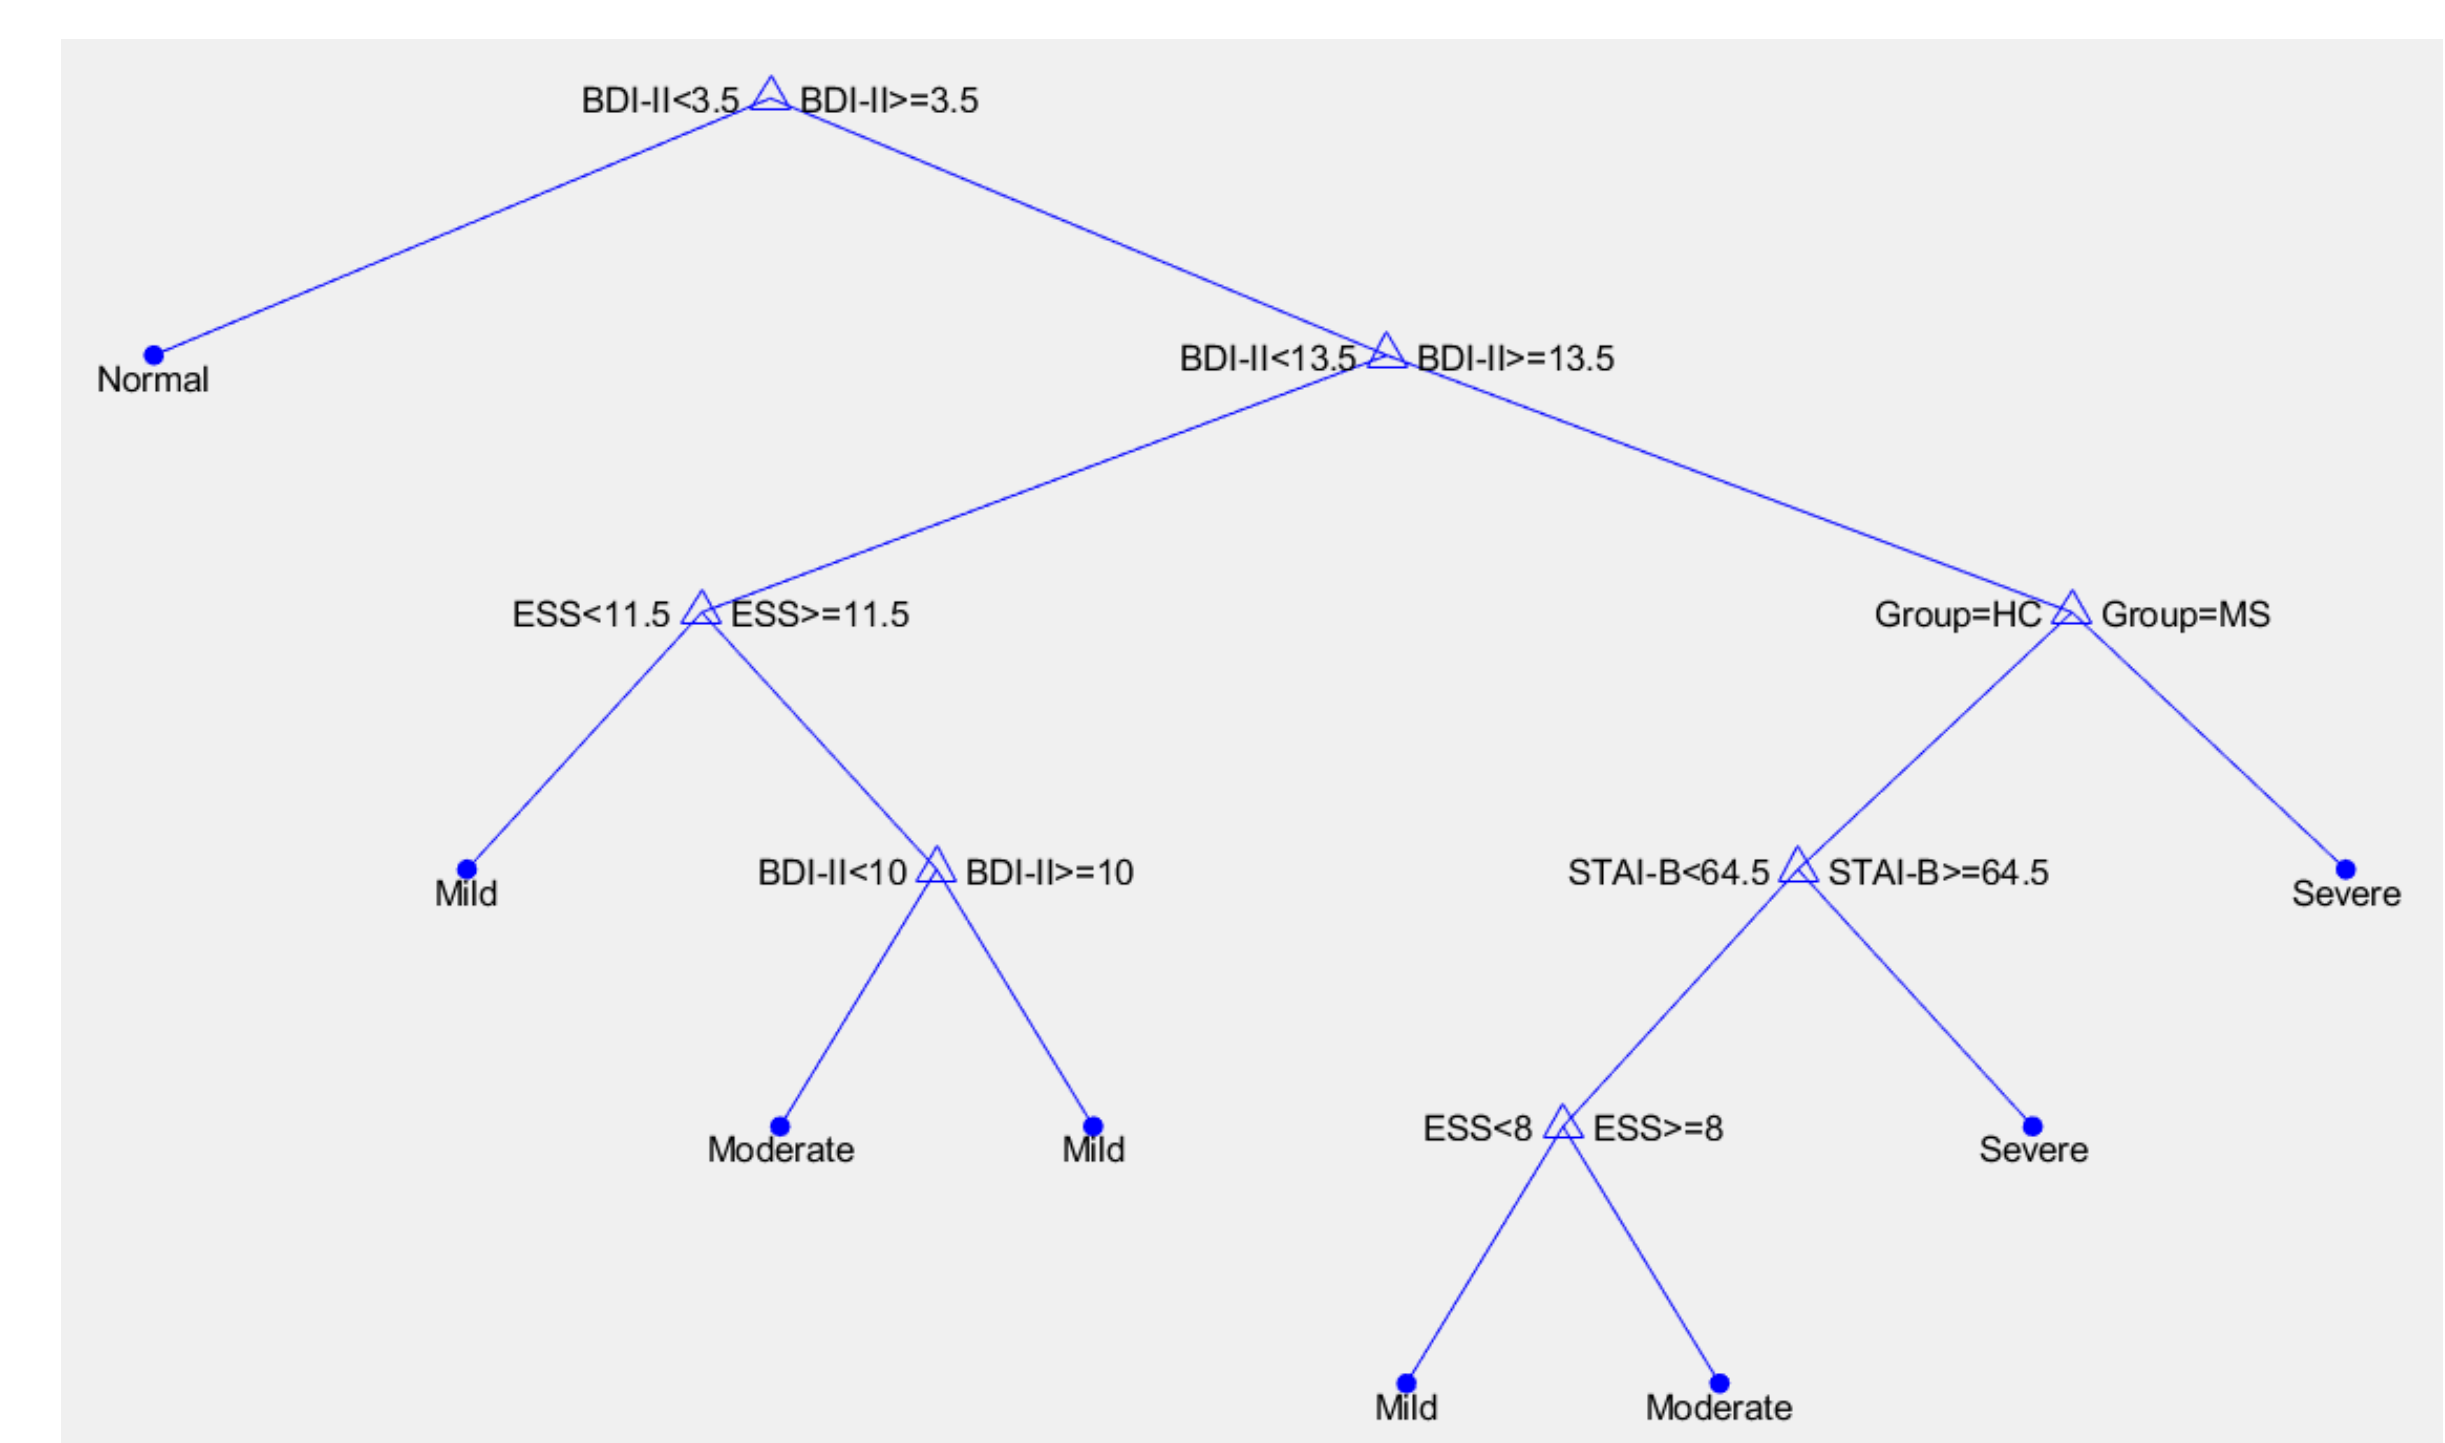 BDI-II<3.5 BDI-II>=3.5
Normal
BDI-II<13.5 BDI-II>=13.5
ESS<11.5 ESS>=11.5
Group=HC Group=MS
Mild
BDI-II<10 BDI-II>=10
STAI-B<64.5 STAI-B>=64.5
Severe
Moderate
Mild
ESS<8 ESS>=8
Severe
Mild
Moderate